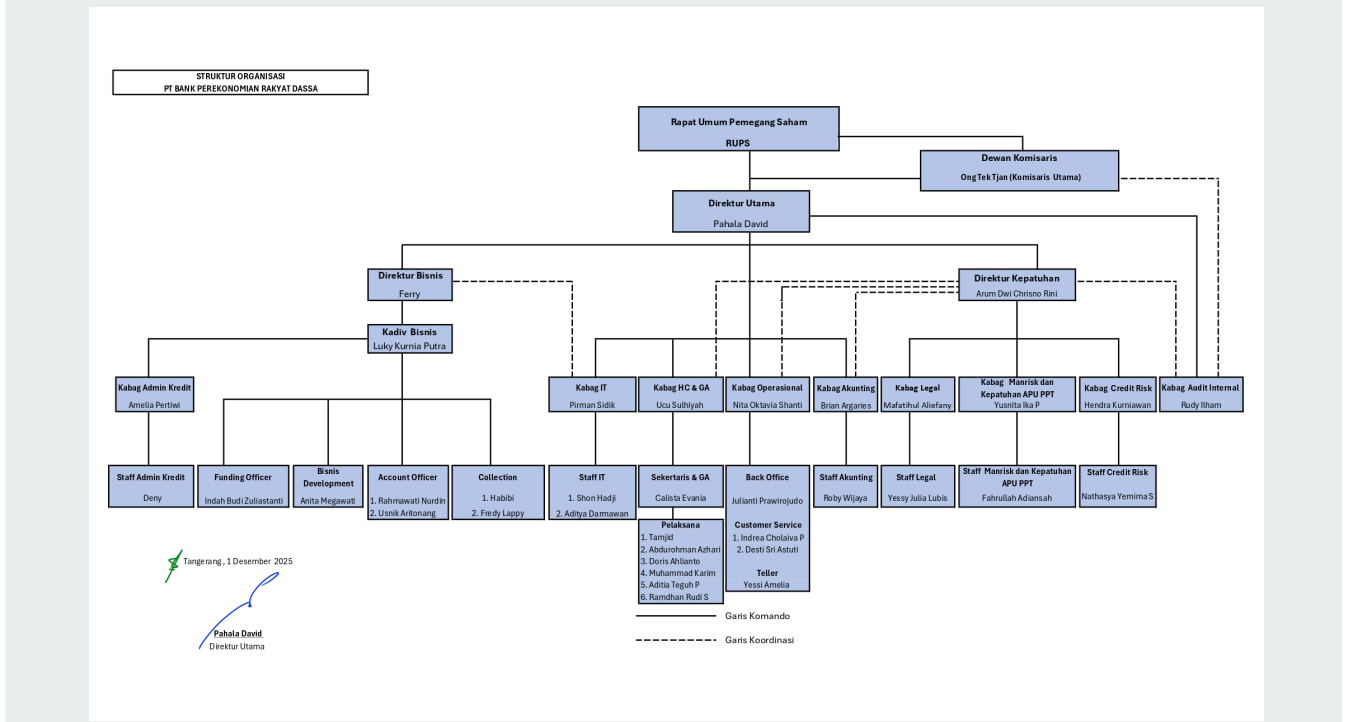 STRUKTUR ORGANISASI
PT BANK PEREKONOMIAN RAKYAT DASSA
Rapat Umum Pemegang Saham
RUPS
Dewan Komisaris
Ong Tek Tjan (Komisaris Utama)
Direktur Utama
Pahala David
Direktur Bisnis
Ferry
Direktur Kepatuhan
Arum Dwi Chrisno Rini
Kadiv Bisnis
Luky Kurnia Putra
Kabag Admin Kredit
Amelia Pertiwi
Kabag IT
Pirman Sidik
Kabag HC & GA
Ucu Sulhiyah
Kabag Operasional
Nita Oktavia Shanti
Kabag Akunting
Brian Argaries
Kabag Legal
Mafatihul Aliefany
Kabag Manrisk dan
Kepatuhan APU PPT
Yusnita Ika P
Kabag Credit Risk
Hendra Kurniawan
Kabag Audit Internal
Rudy Ilham
Staff Admin Kredit
Deny
Funding Officer
Indah Budi Zuliastanti
Bisnis
Development
Anita Megawati
Account Officer
1. Rahmawati Nurdin
2. Usnik Aritonang
Collection
1. Habibi
2. Fredy Lappy
Staff IT
1. Shon Hadji
2. Aditya Darmawan
Sekertaris & GA
Calista Evania
Pelaksana
1. Tamjid
2. Abdurohman Azhari
3. Doris Ahlianto
4. Muhammad Karim
5. Aditia Teguh P
6. Ramdhan Rudi S
Back Office
Julianti Prawirojudo
Customer Service
1. Indrea Cholaiva P
2. Desti Sri Astuti
Teller
Yessi Amelia
Staff Akunting
Roby Wijaya
Staff Legal
Yessy Julia Lubis
Staff Manrisk dan Kepatuhan
APU PPT
Fahrullah Adiansah
Staff Credit Risk
Nathasya Yemima S
Tangerang , 1 Desember 2025
Pahala David
Direktur Utama
Garis Komando
Garis Koordinasi